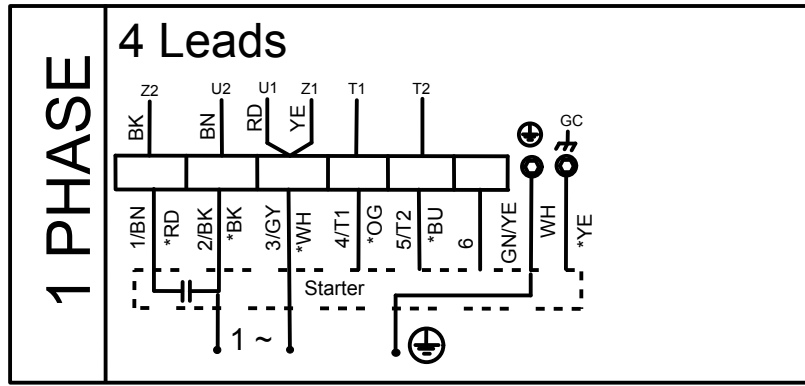 1 PHASE
4 Leads
Z2 U2 U1 Z1 T1 T2
GC
BK BN RD YE
1/BN *RD 2/BK *BK 3/GY *WH 4/T1 *OG 5/T2 *BU 6 GN/YE WH *YE
Starter
1 ~